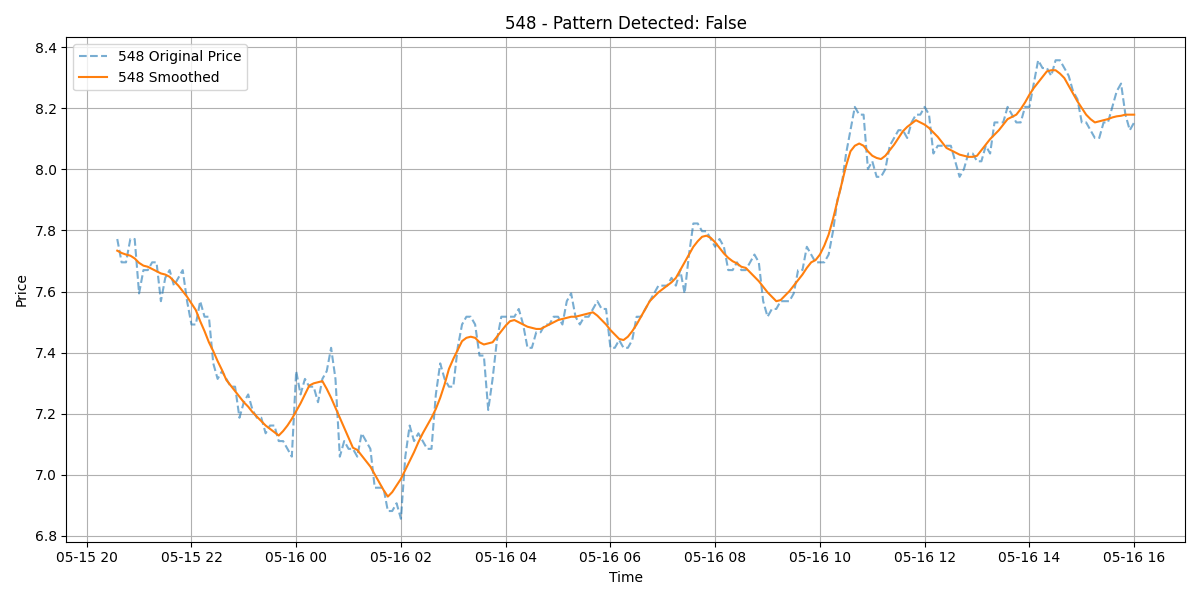 548 - Pattern Detected: False
548 Original Price
548 Smoothed
Price
8.4
8.2
8.0
7.8
7.6
7.4
7.2
7.0
6.8
05-15 20 05-15 22 05-16 00 05-16 02 05-16 04 05-16 06 05-16 08 05-16 10 05-16 12 05-16 14 05-16 16
Time